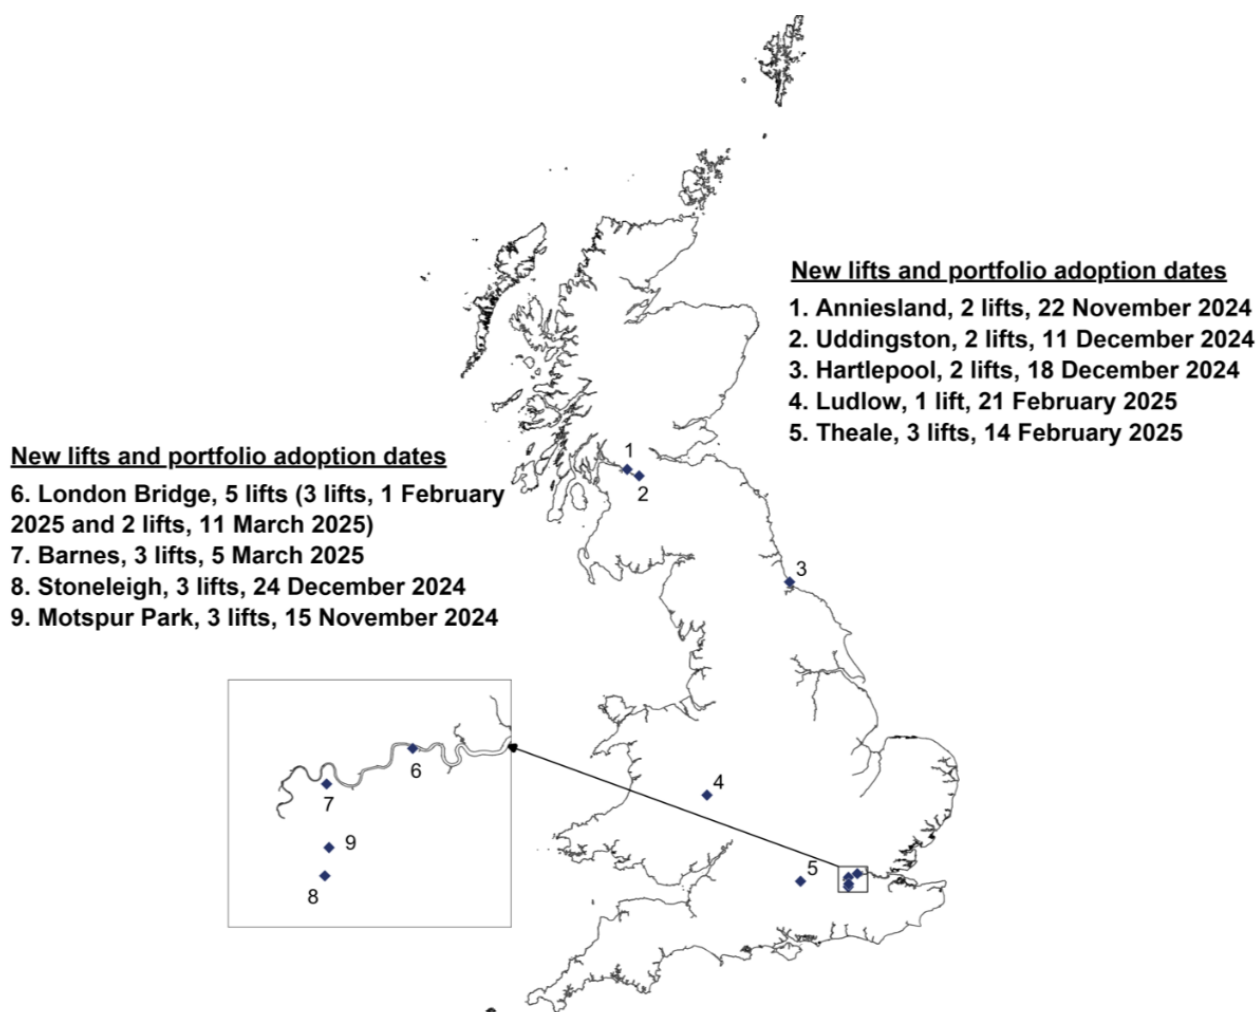 New lifts and portfolio adoption dates
1. Anniesland, 2 lifts, 22 November 2024
2. Uddingston, 2 lifts, 11 December 2024
3. Hartlepool, 2 lifts, 18 December 2024
4. Ludlow, 1 lift, 21 February 2025
5. Theale, 3 lifts, 14 February 2025
New lifts and portfolio adoption dates
6. London Bridge, 5 lifts (3 lifts, 1 February
2025 and 2 lifts, 11 March 2025)
7. Barnes, 3 lifts, 5 March 2025
8. Stoneleigh, 3 lifts, 24 December 2024
9. Motspur Park, 3 lifts, 15 November 2024
1
2
3
4
5
6
7
9
8